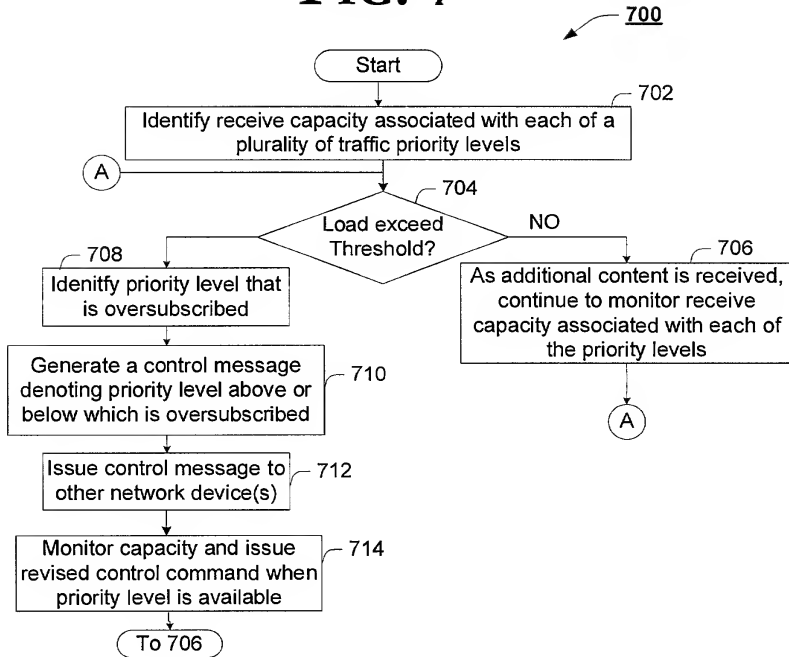 FIG. 7
700
Start
702
Identify receive capacity associated with each of a
plurality of traffic priority levels
A
704
Load exceed
Threshold?
NO
708
Idenitfy priority level that
is oversubscribed
706
As additional content is received,
continue to monitor receive
capacity associated with each of
the priority levels
A
Generate a control message
denoting priority level above or
below which is oversubscribed
710
Issue control message to
other network device(s)
712
Monitor capacity and issue
revised control command when
priority level is available
714
To 706